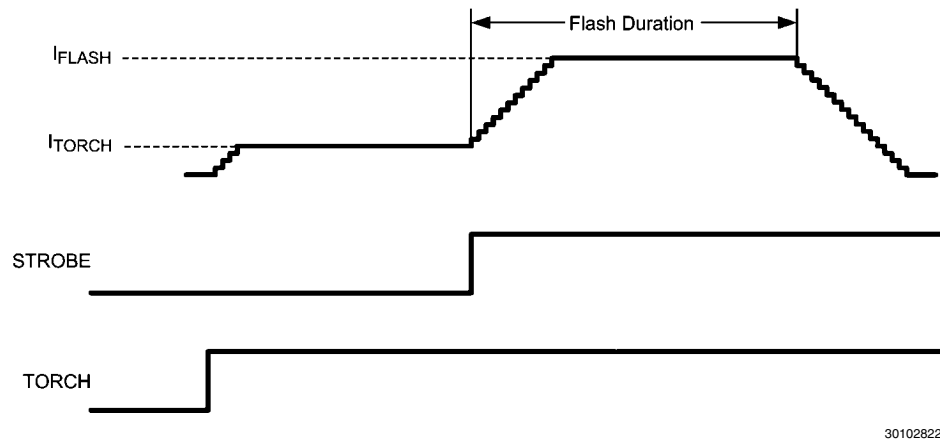 Flash Duration
IFLASH
ITORCH
STROBE
TORCH
30102822